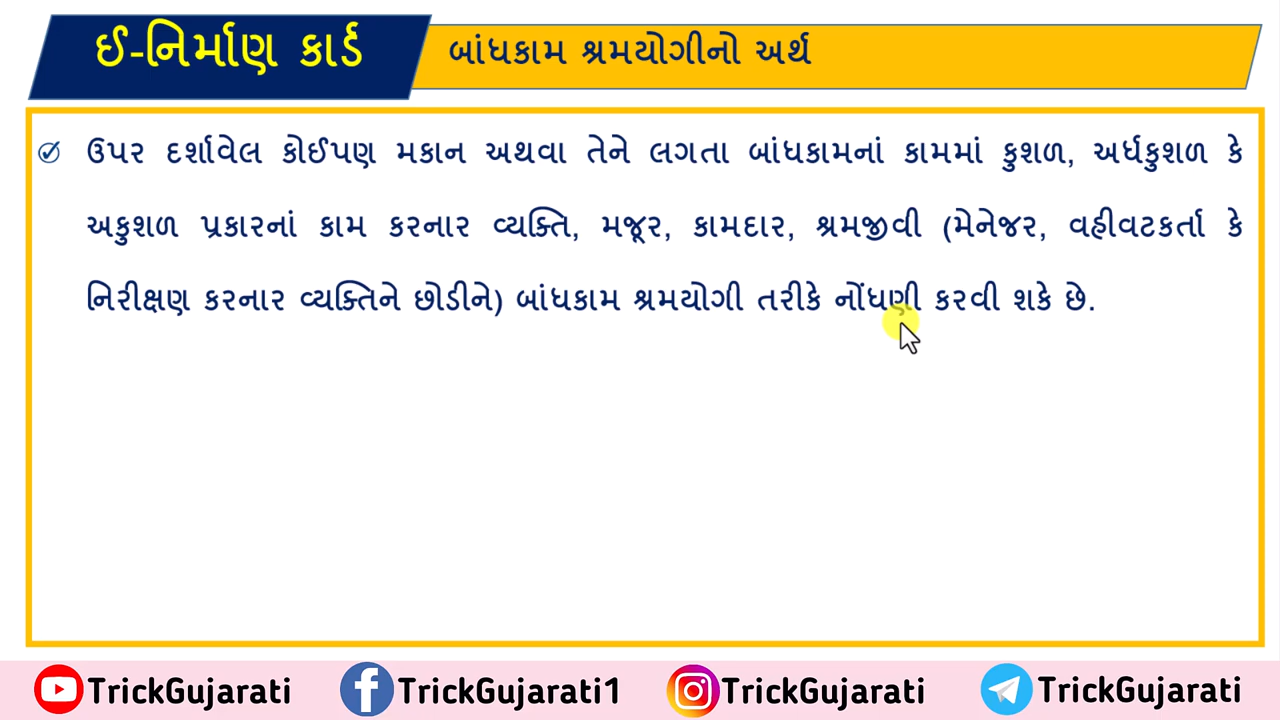 ઈ-નિર્માણ કાર્ડ
બાંધકામ શ્રમયોગીનો અર્થ
ઉપર દર્શાવેલ કોઈપણ મકાન અથવા તેને લગતા બાંધકામનાં કામમાં કુશળ, અર્ધકુશળ કે
અકુશળ પ્રકારનાં કામ કરનાર વ્યક્તિ, મજૂર, કામદાર, શ્રમજીવી (મેનેજર, વહીવટકર્તા કે
નિરીક્ષણ કરનાર વ્યક્તિને છોડીને) બાંધકામ શ્રમયોગી તરીકે નોંધણી કરવી શકે છે.
TrickGujarati TrickGujarati1 TrickGujarati TrickGujarati